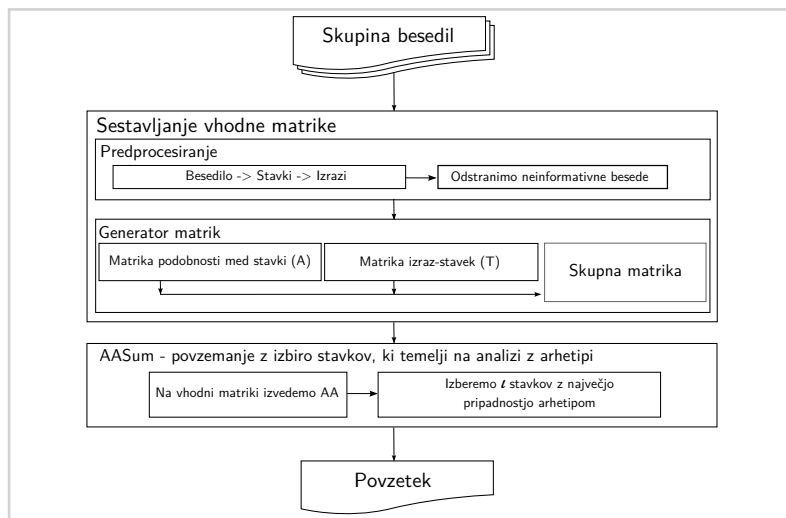 Skupina besedil
Sestavljanje vhodne matrike
Predprocesiranje
Besedilo -> Stavki -> Izrazi
Odstranimo neinformativne besede
Generator matrik
Matrika podobnosti med stavki (A)
Matrika izraz-stavek (T)
Skupna matrika
AASum - povzemanje z izbiro stavkov, ki temelji na analizi z arhetipi
Na vhodni matriki izvedemo AA
Izberemo ℓ stavkov z največjo
pripadnostjo arhetipom
Povzetek